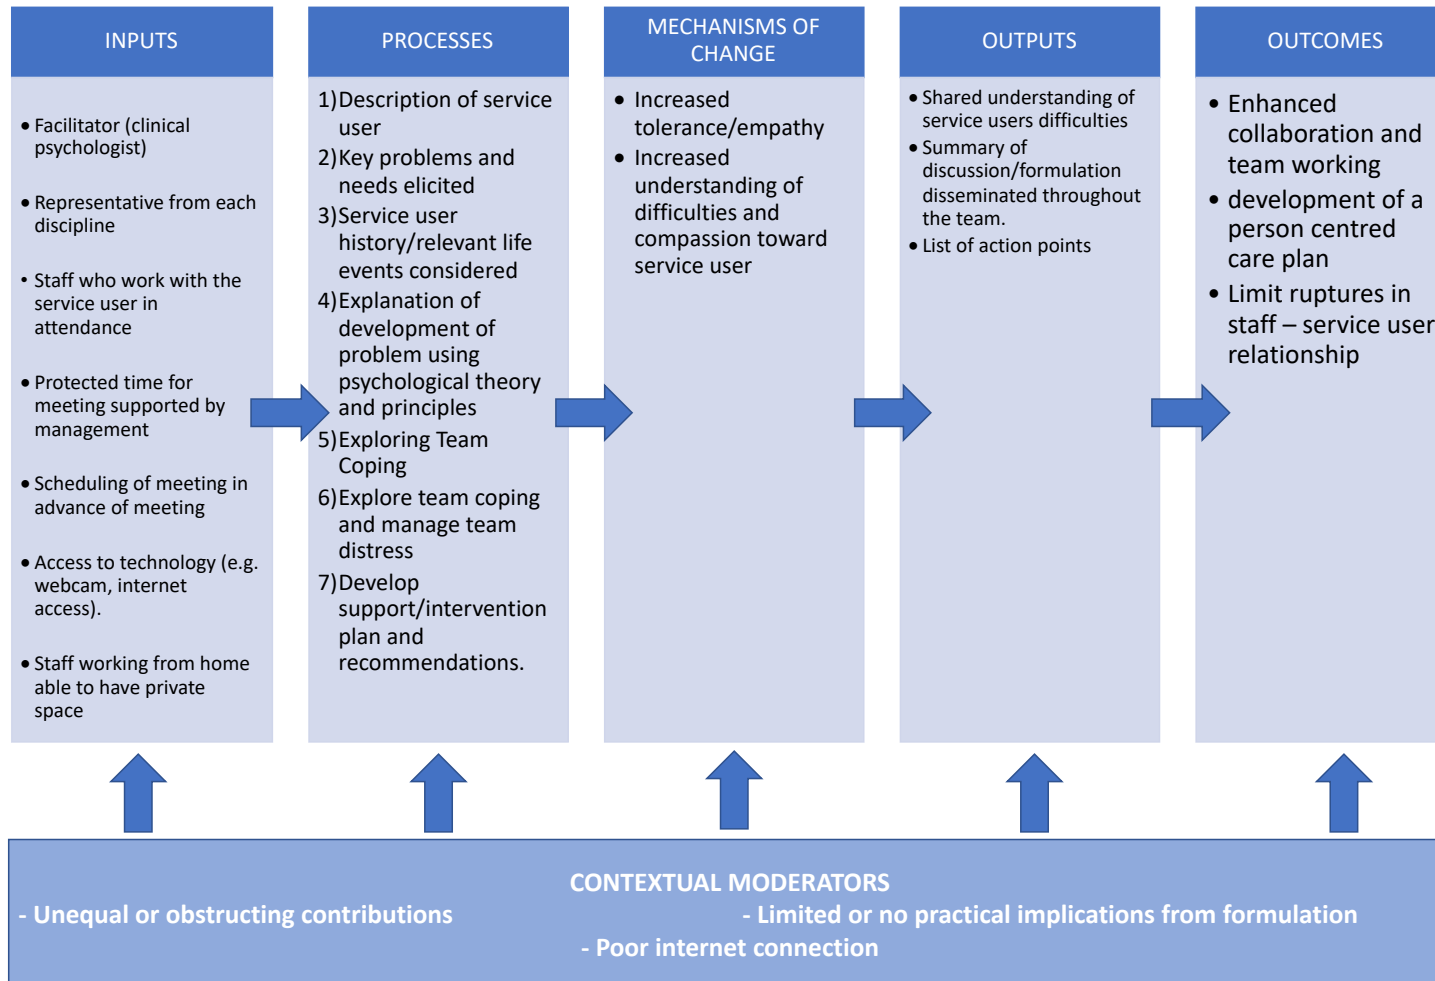 INPUTS
• Facilitator (clinical
psychologist)
• Representative from each
discipline
• Staff who work with the
service user in
attendance
• Protected time for
meeting supported by
management
• Scheduling of meeting in
advance of meeting
• Access to technology (e.g.
webcam, internet
access).
• Staff working from home
able to have private
space
PROCESSES
1)Description of service
user
2)Key problems and
needs elicited
3)Service user
history/relevant life
events considered
4)Explanation of
development of
problem using
psychological theory
and principles
5)Exploring Team
Coping
6)Explore team coping
and manage team
distress
7)Develop
support/intervention
plan and
recommendations.
MECHANISMS OF
CHANGE
• Increased
tolerance/empathy
• Increased
understanding of
difficulties and
compassion toward
service user
OUTPUTS
• Shared understanding of
service users difficulties
• Summary of
discussion/formulation
disseminated throughout
the team.
• List of action points
OUTCOMES
• Enhanced
collaboration and
team working
• development of a
person centred
care plan
• Limit ruptures in
staff – service user
relationship
CONTEXTUAL MODERATORS
- Unequal or obstructing contributions - Limited or no practical implications from formulation
- Poor internet connection